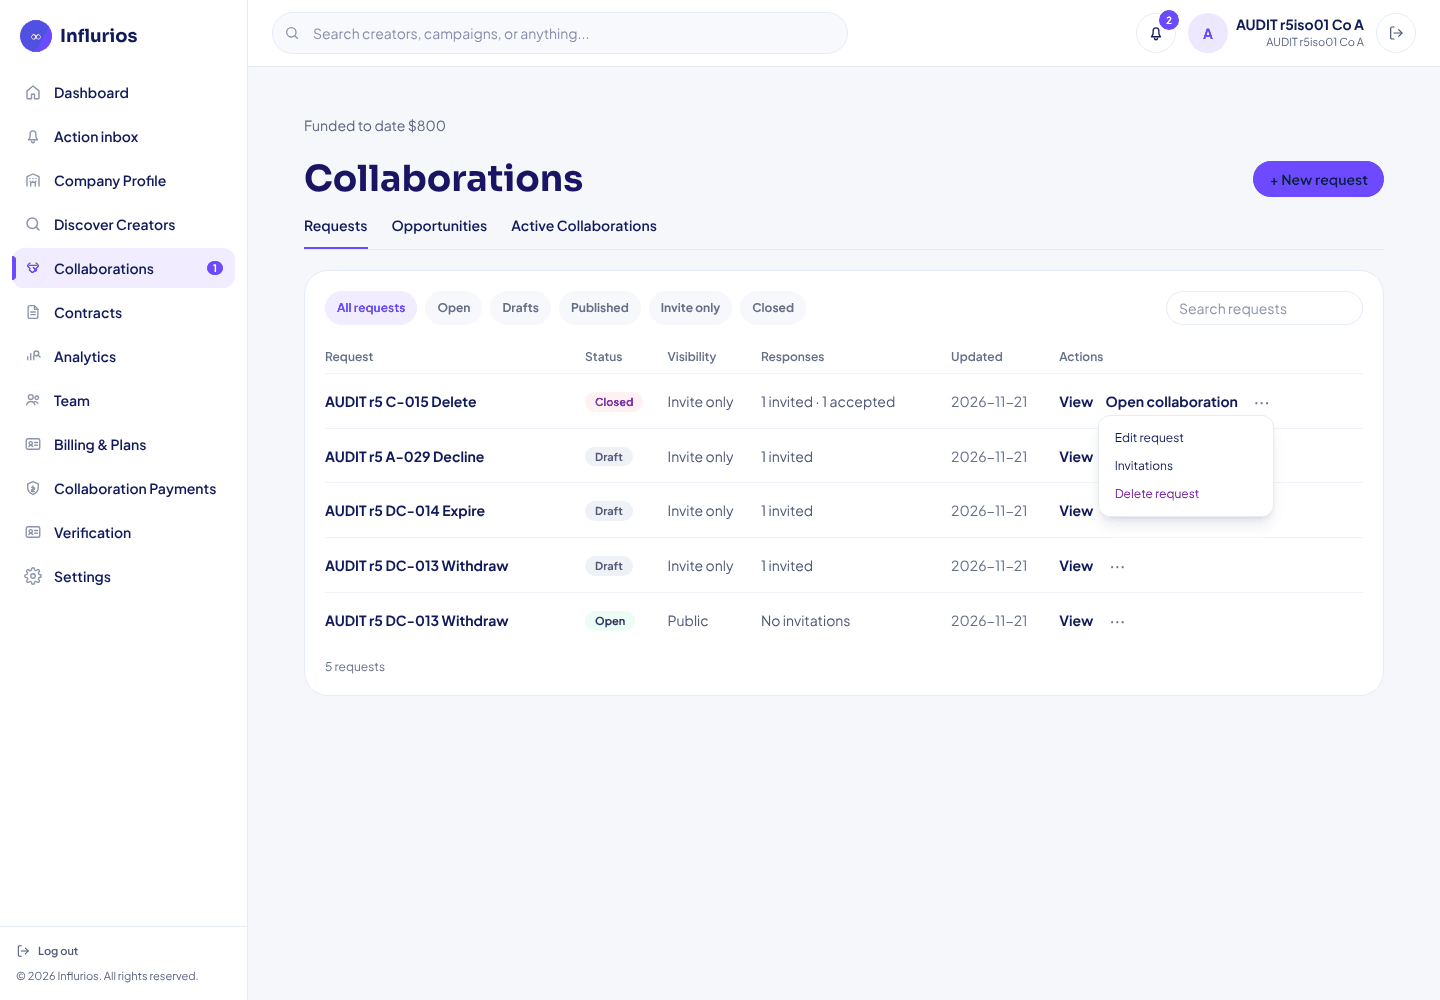 ∞ Influrios
Search creators, campaigns, or anything...
2
A
AUDIT r5iso01 Co A
AUDIT r5iso01 Co A
Dashboard
Action inbox
Company Profile
Discover Creators
Collaborations 1
Contracts
Analytics
Team
Billing & Plans
Collaboration Payments
Verification
Settings
Log out
© 2026 Influrios. All rights reserved.
Funded to date $800
Collaborations
+ New request
Requests Opportunities Active Collaborations
All requests Open Drafts Published Invite only Closed Search requests
Request Status Visibility Responses Updated Actions
AUDIT r5 C-015 Delete Closed Invite only 1 invited · 1 accepted 2026-11-21 View Open collaboration ···
Edit request
Invitations
Delete request
AUDIT r5 A-029 Decline Draft Invite only 1 invited 2026-11-21 View
AUDIT r5 DC-014 Expire Draft Invite only 1 invited 2026-11-21 View
AUDIT r5 DC-013 Withdraw Draft Invite only 1 invited 2026-11-21 View ···
AUDIT r5 DC-013 Withdraw Open Public No invitations 2026-11-21 View ···
5 requests